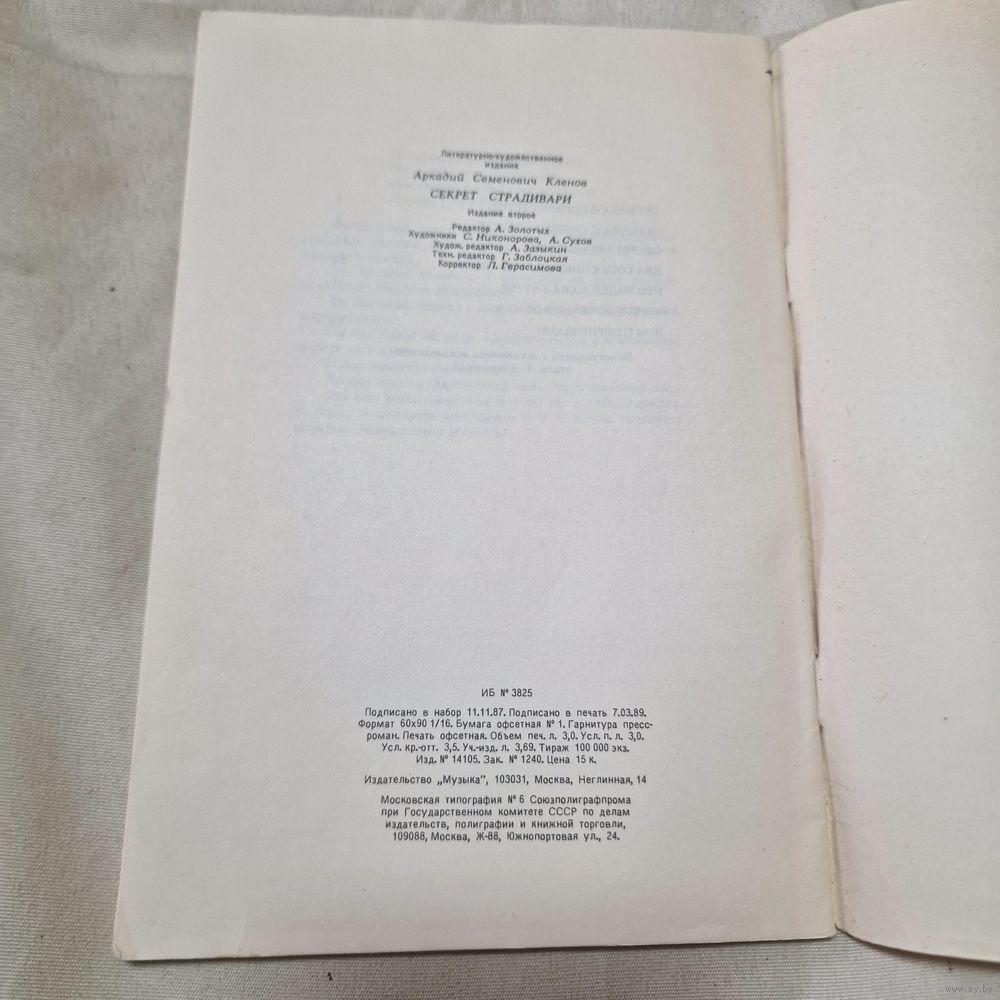 Литературно-художественное
издание
Аркадий Семенович Кленов
СЕКРЕТ СТРАДИВАРИ
Издание второе
Редактор А. Золотых
Художники С. Никонорова, А. Сухов
Худож. редактор А. Зазыкин
Техн. редактор Г. Заблоцкая
Корректор Л. Герасимова
ИБ № 3825
Подписано в набор 11.11.87. Подписано в печать 7.03.89.
Формат 60х90 1/16. Бумага офсетная № 1. Гарнитура пресс-
роман. Печать офсетная. Объем печ. л. 3,0. Усл. п. л. 3,0.
Усл. кр.-отт. 3,5. Уч.-изд. л. 3,69. Тираж 100 000 экз.
Изд. № 14105. Зак. № 1240. Цена 15 к.
Издательство „Музыка", 103031, Москва, Неглинная, 14
Московская типография № 6 Союзполиграфпрома
при Государственном комитете СССР по делам
издательств, полиграфии и книжной торговли,
109088, Москва, Ж-88, Южнопортовая ул., 24.
www.ay.by